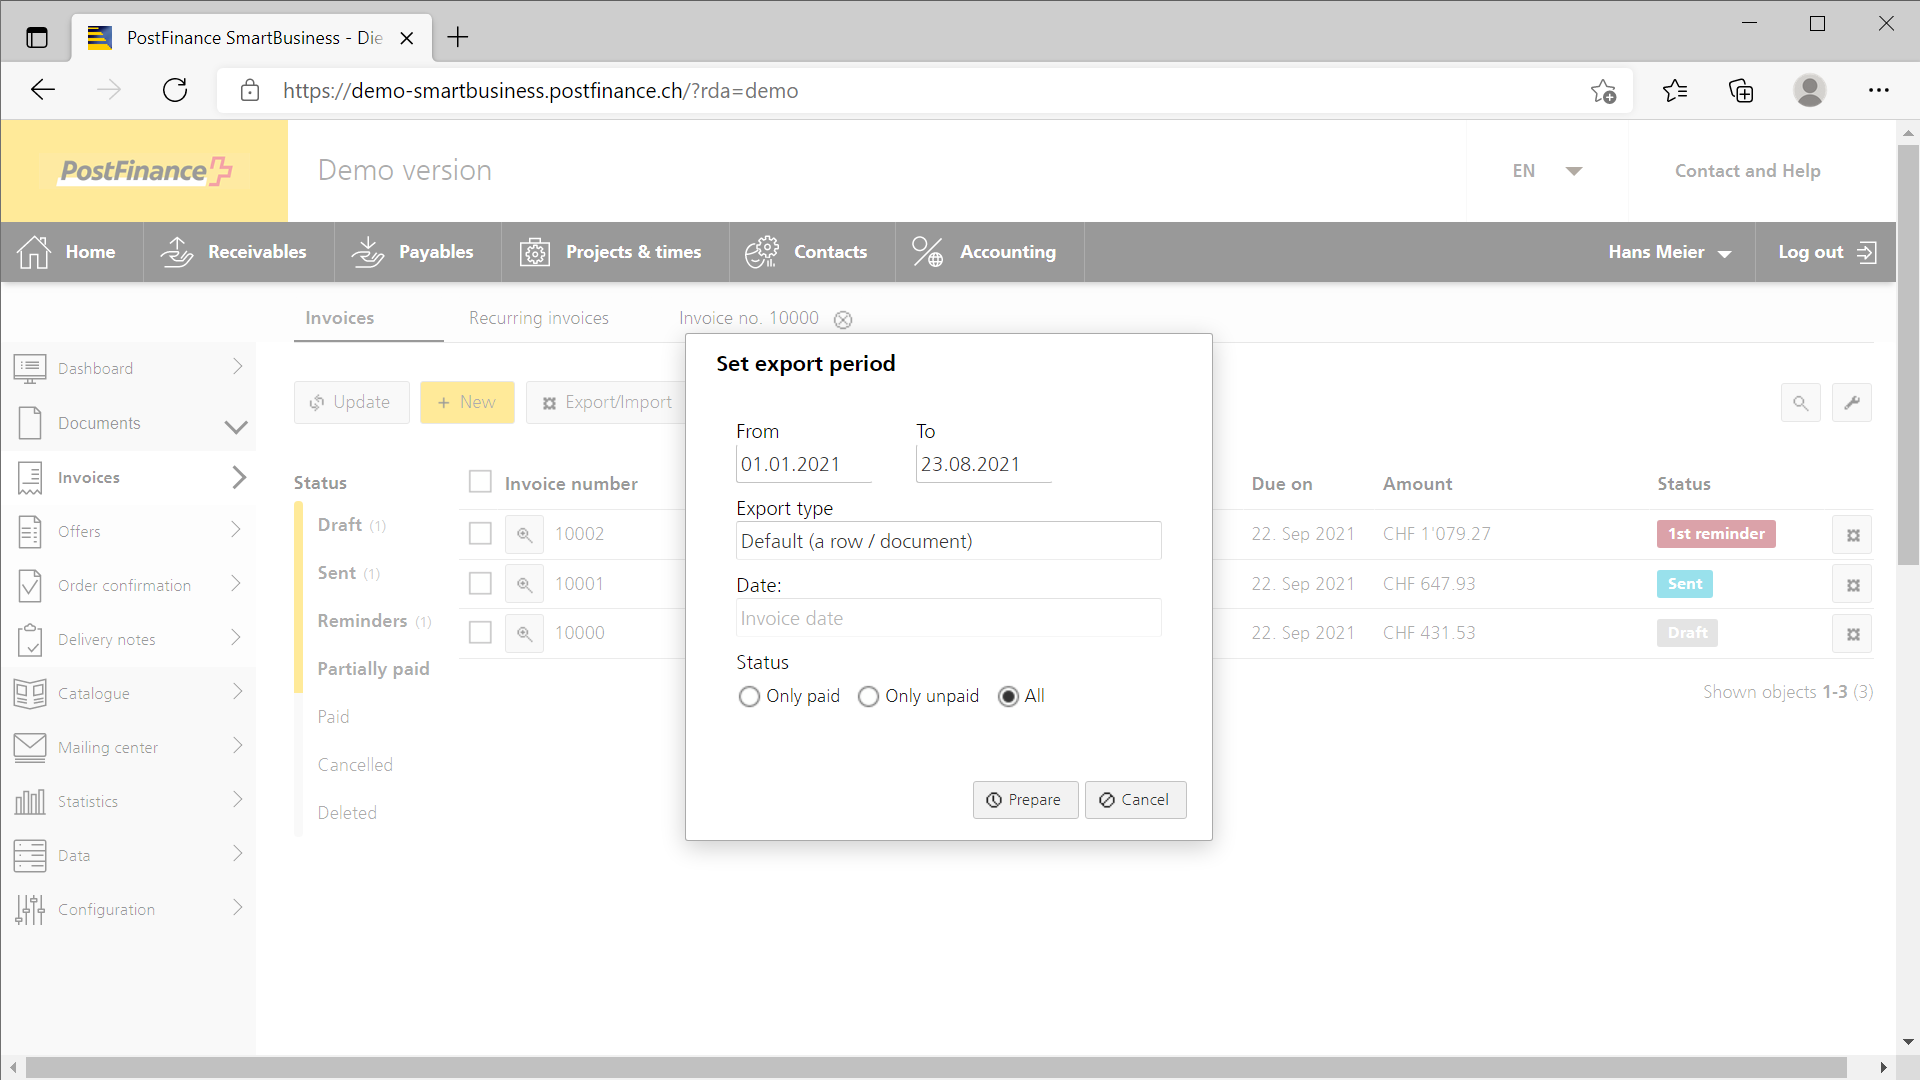 PostFinance SmartBusiness - Die
https://demo-smartbusiness.postfinance.ch/?rda=demo
PostFinance
Demo version
EN
Contact and Help
Home
Receivables
Payables
Projects & times
Contacts
Accounting
Hans Meier
Log out
Invoices
Recurring invoices
Invoice no. 10000
Dashboard
Documents
Invoices
Offers
Order confirmation
Delivery notes
Catalogue
Mailing center
Statistics
Data
Configuration
Update
+ New
Export/Import
Status
Draft (1)
Sent (1)
Reminders (1)
Partially paid
Paid
Cancelled
Deleted
Invoice number
Due on
Amount
Status
10002
22. Sep 2021
CHF 1'079.27
1st reminder
10001
22. Sep 2021
CHF 647.93
Sent
10000
22. Sep 2021
CHF 431.53
Draft
Shown objects 1-3 (3)
Set export period
From
To
01.01.2021
23.08.2021
Export type
Default (a row / document)
Date:
Invoice date
Status
Only paid
Only unpaid
All
Prepare
Cancel